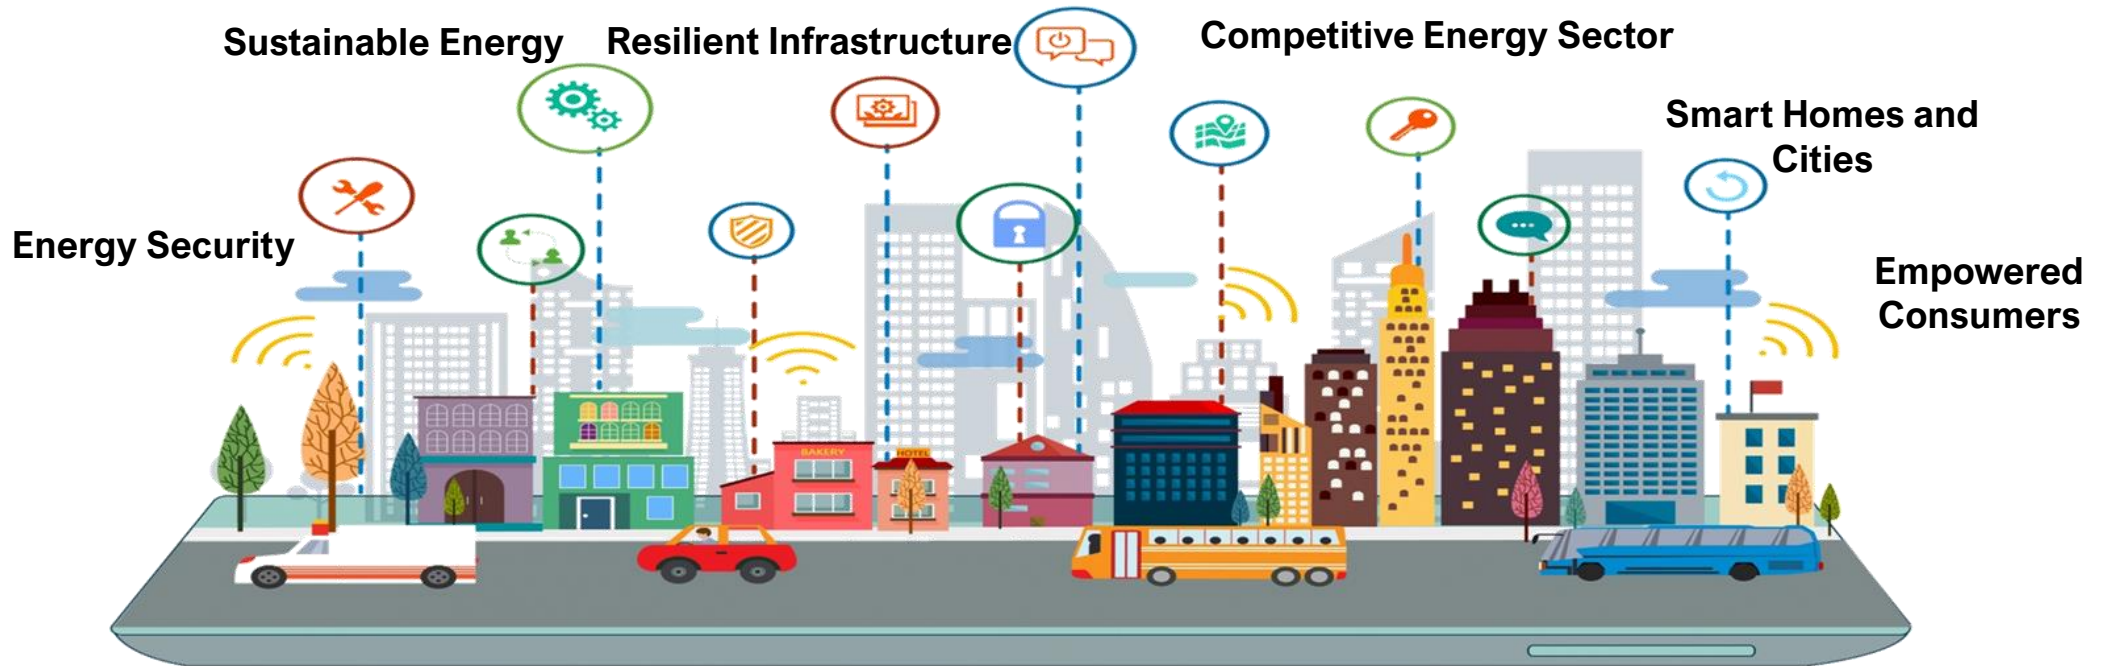 Sustainable Energy
Resilient Infrastructure
Competitive Energy Sector
Smart Homes and
Cities
Energy Security
Empowered
Consumers
BAKERY
HOTEL